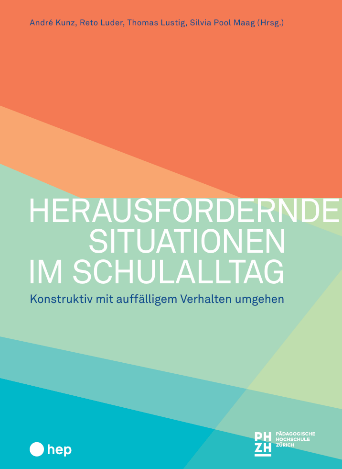 André Kunz, Reto Luder, Thomas Lustig, Silvia Pool Maag (Hrsg.)
HERAUSFORDERNDE
SITUATIONEN
IM SCHULALLTAG
Konstruktiv mit auffälligem Verhalten umgehen
hep
PH
ZH
PÄDAGOGISCHE
HOCHSCHULE
ZÜRICH